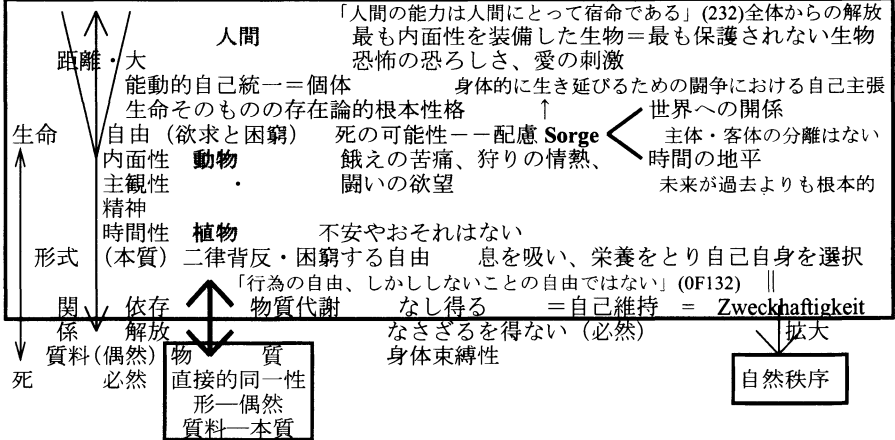 「人間の能力は人間にとって宿命である」(232)全体からの解放
人間 最も内面性を装備した生物＝最も保護されない生物
距離・大 恐怖の恐ろしさ、愛の刺激
能動的自己統一＝個体 身体的に生き延びるための闘争における自己主張
生命そのものの存在論的根本性格 ↑ 世界への関係
生命 自由（欲求と困窮） 死の可能性－－配慮 Sorge 主体・客体の分離はない
内面性 動物 餓えの苦痛、狩りの情熱、 時間の地平
主観性 ・ 闘いの欲望 未来が過去よりも根本的
精神
時間性 植物 不安やおそれはない
形式 （本質）二律背反・困窮する自由 息を吸い、栄養をとり自己自身を選択
「行為の自由、しかししないことの自由ではない」(0F132) ||
関 依存 物質代謝 なし得る ＝自己維持 ＝ Zweckhaftigkeit
係 解放 なさざるを得ない（必然） 拡大
質料(偶然) 物 質 身体束縛性
死 必然 直接的同一性 自然秩序
形―偶然
質料―本質